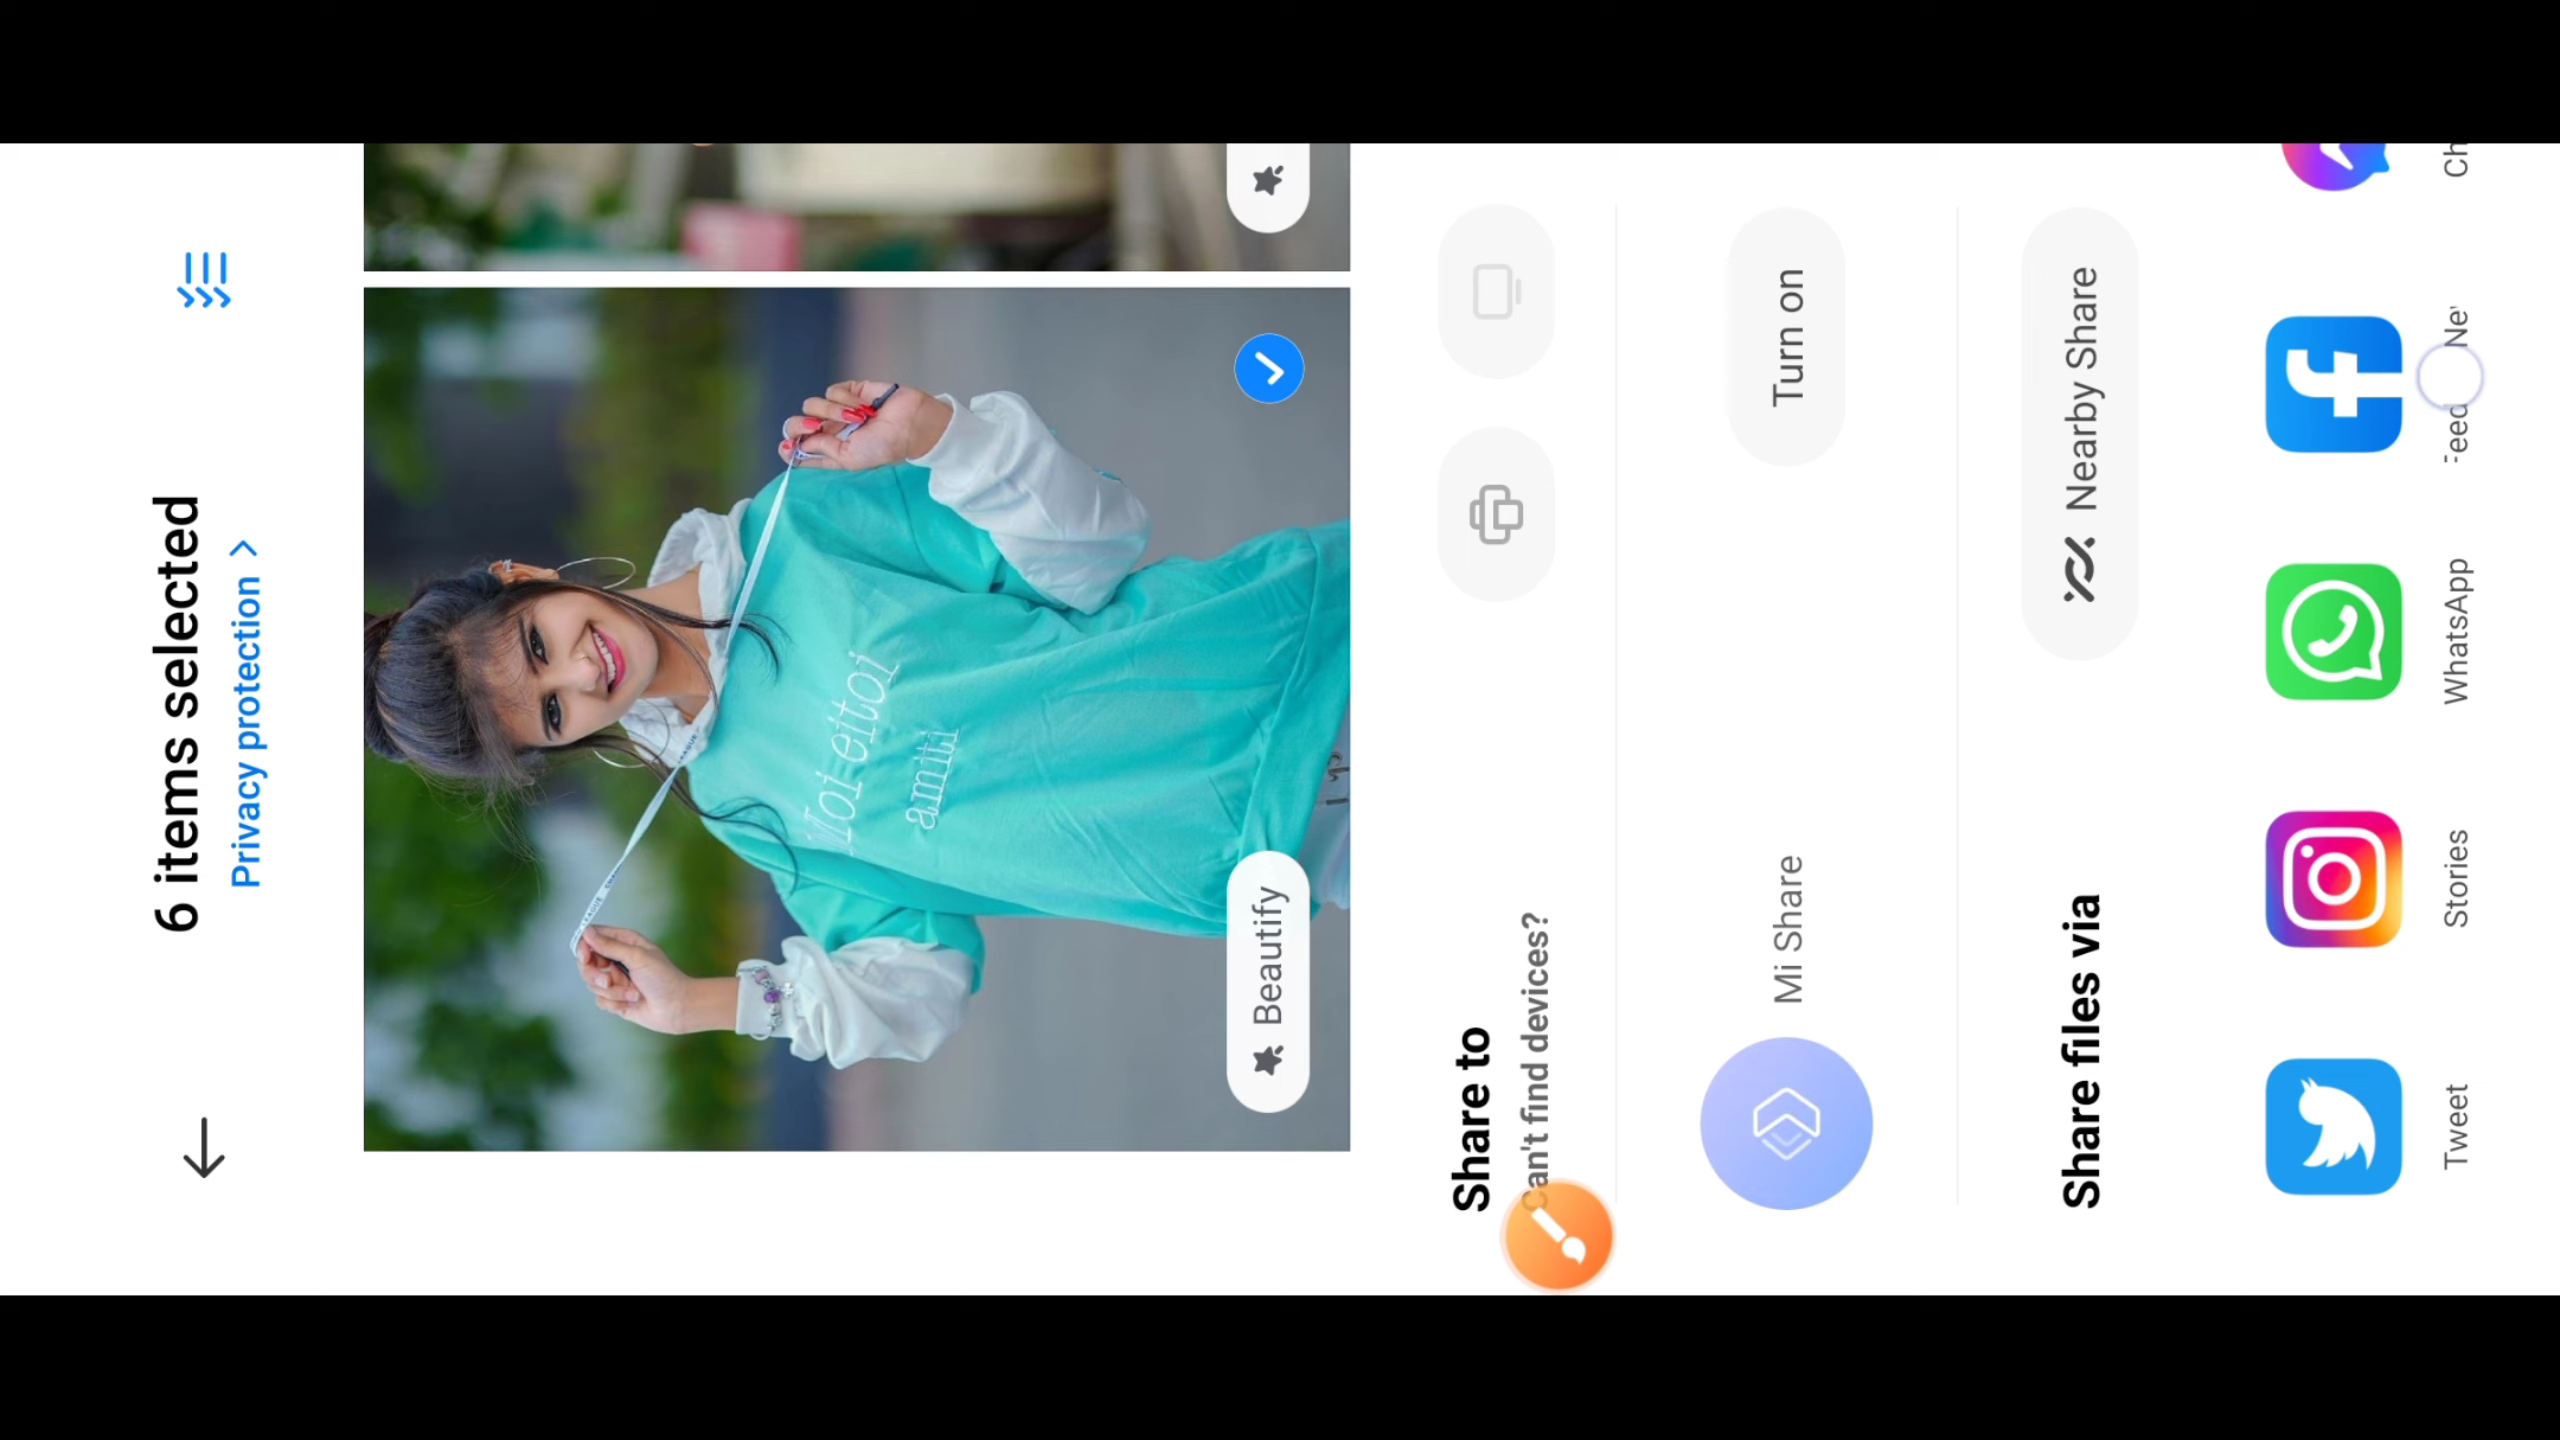 6 items selected
Privacy protection >
Beautify
Share to
Can't find devices?
Mi Share
Turn on
Share files via
Nearby Share
Tweet
Stories
WhatsApp
Feed